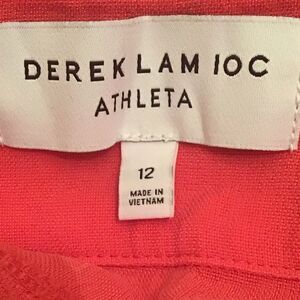 DEREK LAM 10C
ATHLETA
12
MADE IN
VIETNAM